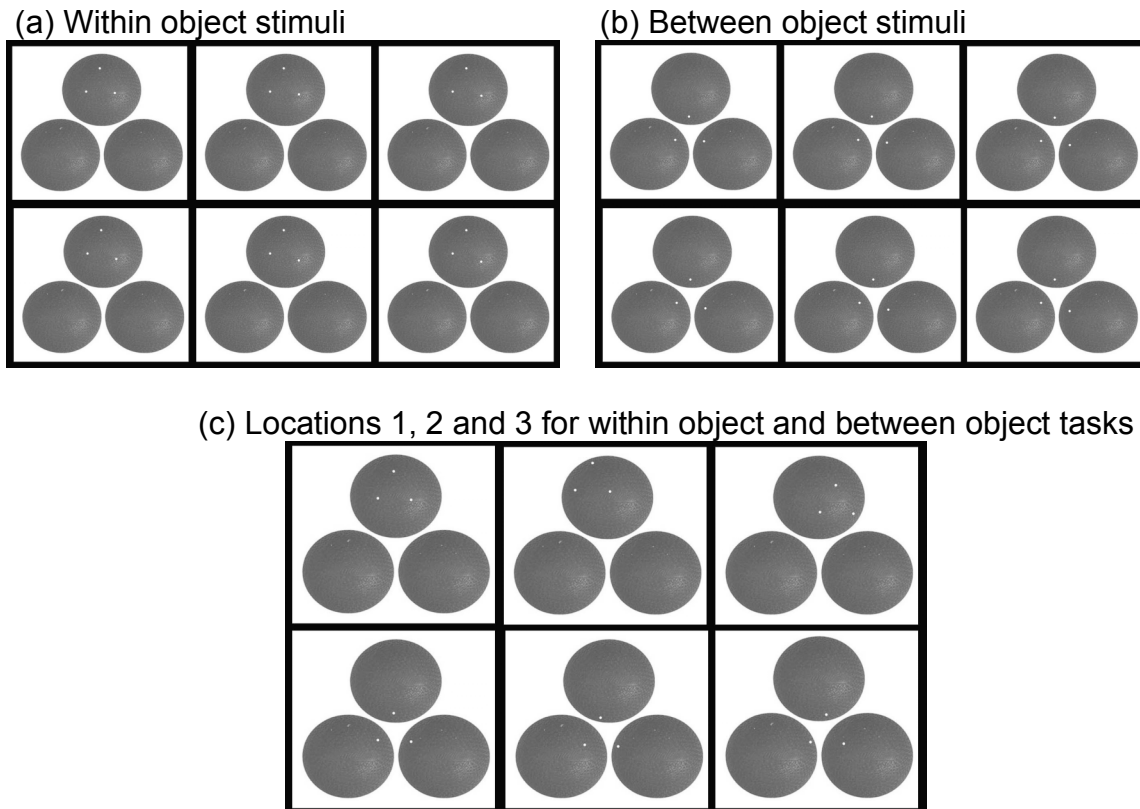 (a) Within object stimuli
(b) Between object stimuli
(c) Locations 1, 2 and 3 for within object and between object tasks